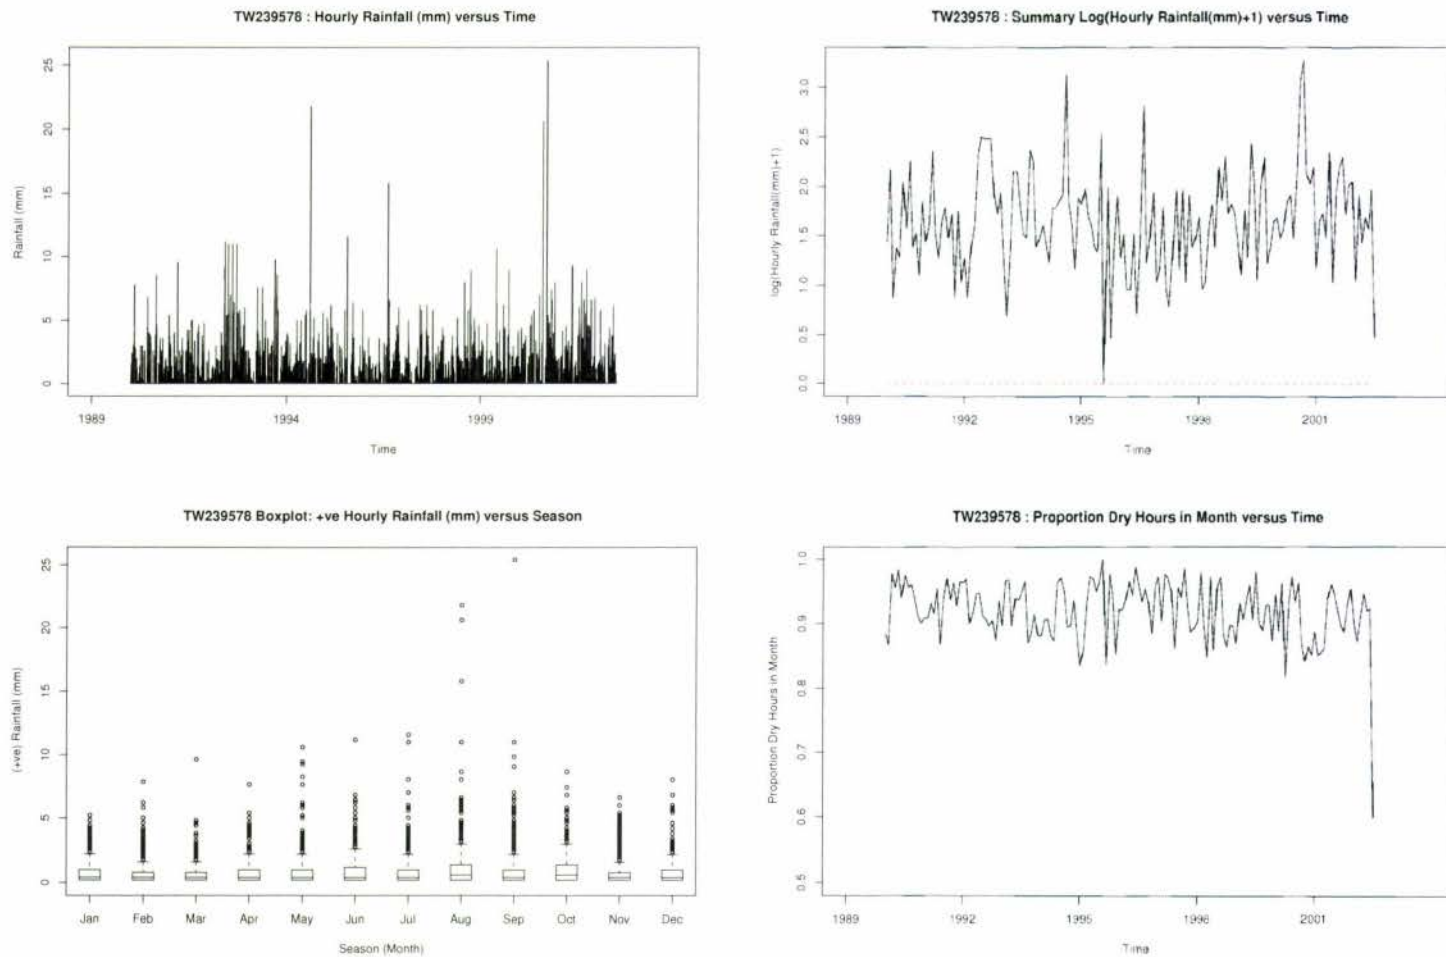 TW239578 : Hourly Rainfall (mm) versus Time
Rainfall (mm)
25
20
15
10
5
0
1989 1994 1999
Time
TW239578 : Summary Log(Hourly Rainfall(mm)+1) versus Time
log(Hourly Rainfall(mm)+1)
3.0
2.5
2.0
1.5
1.0
0.5
0.0
1989 1992 1995 1998 2001
Time
TW239578 Boxplot: +ve Hourly Rainfall (mm) versus Season
(+ve) Rainfall (mm)
25
20
15
10
5
0
Jan Feb Mar Apr May Jun Jul Aug Sep Oct Nov Dec
Season (Month)
TW239578 : Proportion Dry Hours in Month versus Time
Proportion Dry Hours in Month
1.0
0.9
0.8
0.7
0.6
0.5
1989 1992 1995 1998 2001
Time